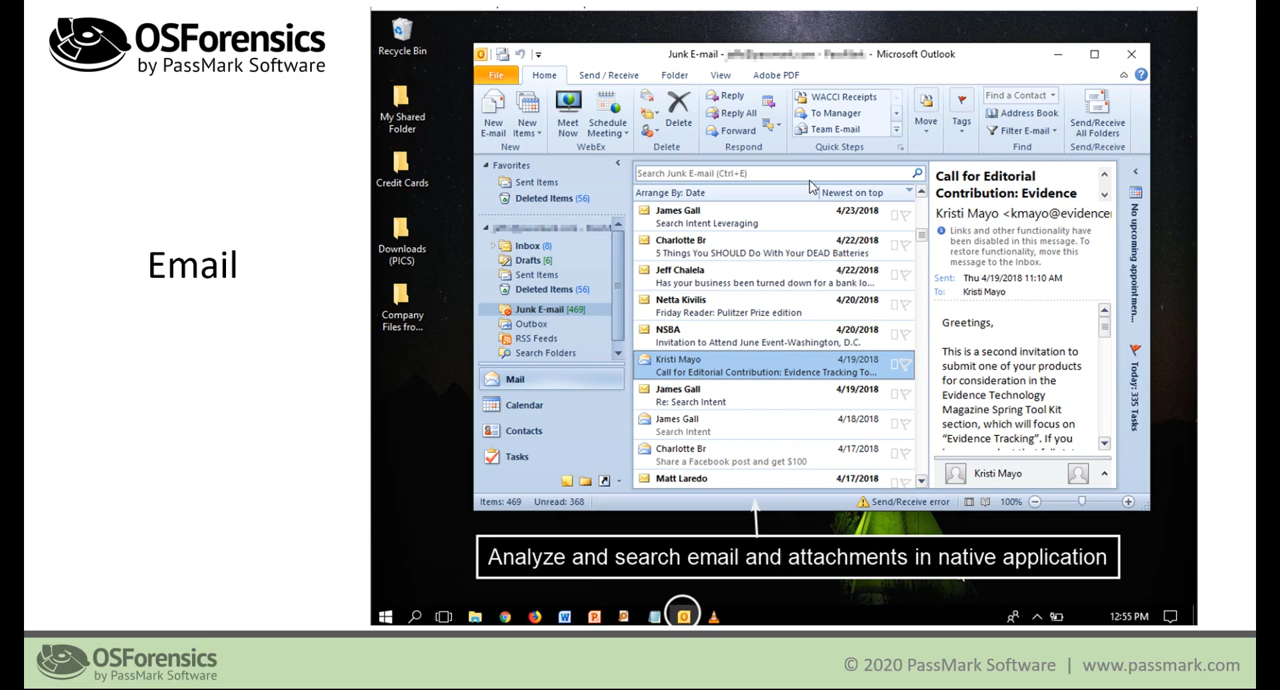 OSForensics
by PassMark Software
Email
Recycle Bin
My Shared
Folder
Credit Cards
Downloads
(PICS)
Company
Files fro...
Junk E-mail -
- Microsoft Outlook
File
Home
Send / Receive
Folder
View
Adobe PDF
New
E-mail
New
Items
New
Meet
Now
Schedule
Meeting
WebEx
Delete
Delete
Reply
Reply All
Forward
Respond
WACCI Receipts
To Manager
Team E-mail
Quick Steps
Move
Tags
Find a Contact
Address Book
Filter E-mail
Find
Send/Receive
All Folders
Send/Receive
Favorites
Sent Items
Deleted Items (56)
Inbox (8)
Drafts [6]
Sent Items
Deleted Items (56)
Junk E-mail [469]
Outbox
RSS Feeds
Search Folders
Mail
Calendar
Contacts
Tasks
Search Junk E-mail (Ctrl+E)
Arrange By: Date
Newest on top
James Gall 4/23/2018
Search Intent Leveraging
Charlotte Br 4/22/2018
5 Things You SHOULD Do With Your DEAD Batteries
Jeff Chalela 4/22/2018
Has your business been turned down for a bank lo...
Netta Kivilis 4/20/2018
Friday Reader: Pulitzer Prize edition
NSBA 4/20/2018
Invitation to Attend June Event-Washington, D.C.
Kristi Mayo 4/19/2018
Call for Editorial Contribution: Evidence Tracking To...
James Gall 4/19/2018
Re: Search Intent
James Gall 4/18/2018
Search Intent
Charlotte Br 4/17/2018
Share a Facebook post and get $100
Matt Laredo 4/17/2018
Call for Editorial
Contribution: Evidence
Kristi Mayo <kmayo@evidencer
Links and other functionality have
been disabled in this message. To
restore functionality, move this
message to the Inbox.
Sent: Thu 4/19/2018 11:10 AM
To: Kristi Mayo
Greetings,
This is a second invitation to
submit one of your products
for consideration in the
Evidence Technology
Magazine Spring Tool Kit
section, which will focus on
“Evidence Tracking”. If you
Kristi Mayo
No upcoming appointmen...
Today: 335 Tasks
Items: 469 Unread: 368
Send/Receive error
100%
Analyze and search email and attachments in native application
12:55 PM
OSForensics
by PassMark Software
© 2020 PassMark Software | www.passmark.com